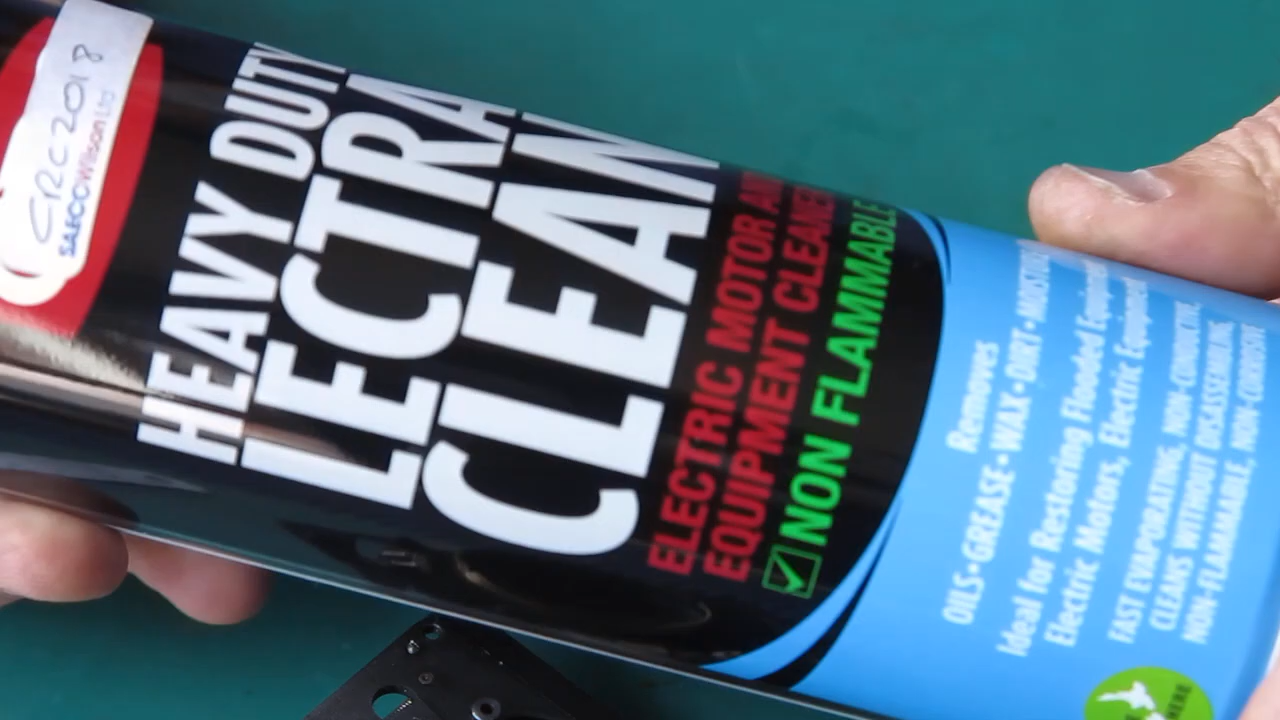 CRC2018
SAECOWilson Ltd
HEAVY DUTY
LECTRA
CLEAN
ELECTRIC MOTOR AND
EQUIPMENT CLEANER
NON FLAMMABLE
Removes
OILS•GREASE•WAX•DIRT•MOISTURE
Ideal for Restoring Flooded Equipment
Electric Motors, Electric Equipment
FAST EVAPORATING, NON-CONDUCTIVE,
CLEANS WITHOUT DISASSEMBLING,
NON-FLAMMABLE, NON-CORROSIVE
HERE